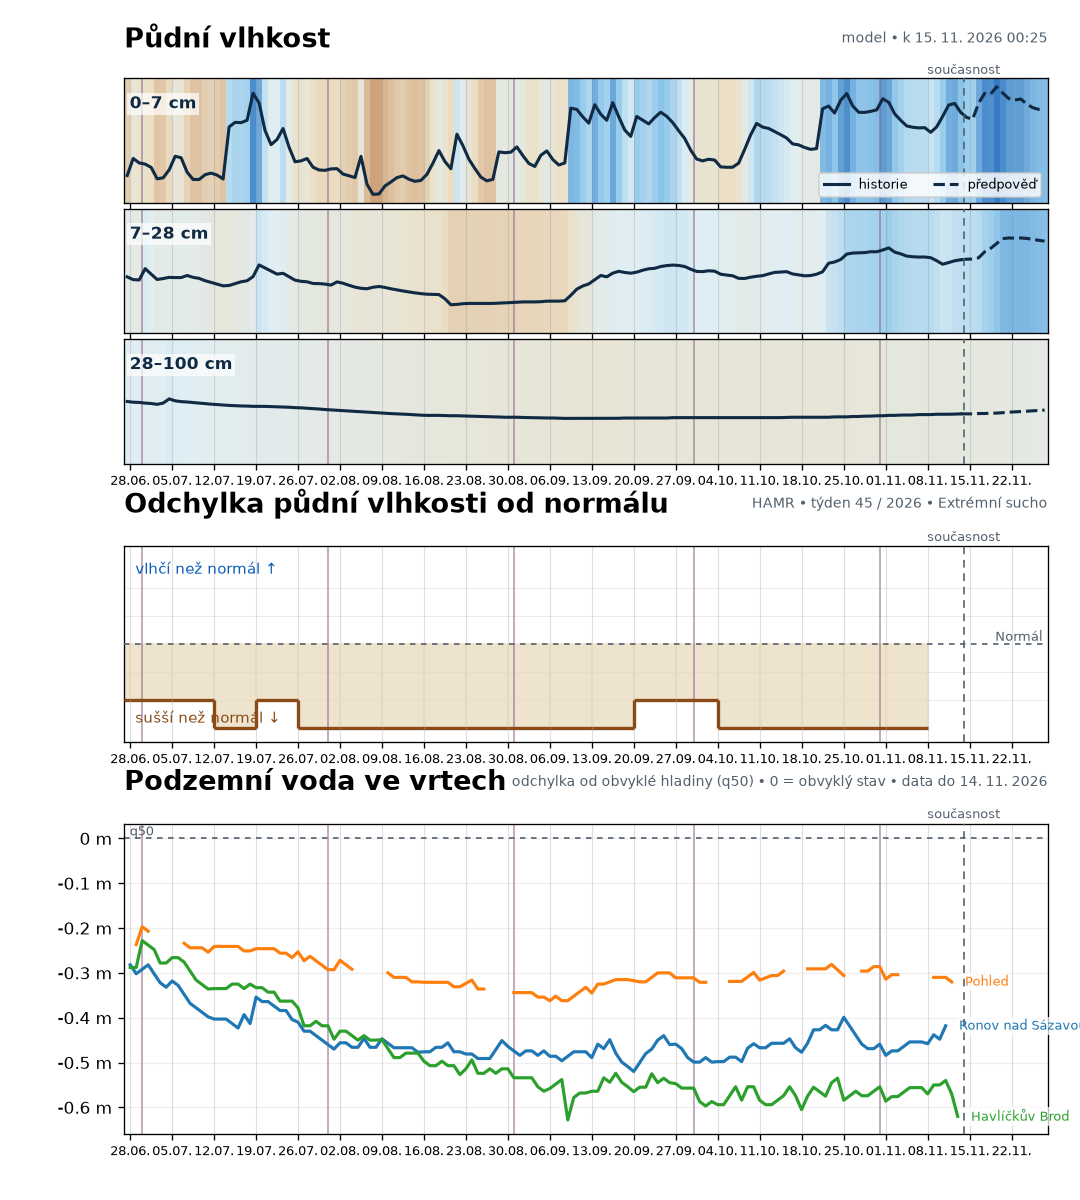 Půdní vlhkost
model • k 15. 11. 2026 00:25
současnost
0–7 cm
historie
předpověď
7–28 cm
28–100 cm
28.06. 05.07. 12.07. 19.07. 26.07. 02.08. 09.08. 16.08. 23.08. 30.08. 06.09. 13.09. 20.09. 27.09. 04.10. 11.10. 18.10. 25.10. 01.11. 08.11. 15.11. 22.11.
Odchylka půdní vlhkosti od normálu
HAMR • týden 45 / 2026 • Extrémní sucho
současnost
vlhčí než normál ↑
Normál
sušší než normál ↓
28.06. 05.07. 12.07. 19.07. 26.07. 02.08. 09.08. 16.08. 23.08. 30.08. 06.09. 13.09. 20.09. 27.09. 04.10. 11.10. 18.10. 25.10. 01.11. 08.11. 15.11. 22.11.
Podzemní voda ve vrtech
odchylka od obvyklé hladiny (q50) • 0 = obvyklý stav • data do 14. 11. 2026
současnost
q50
0 m
-0.1 m
-0.2 m
-0.3 m
Pohled
-0.4 m
Ronov nad Sázavou
-0.5 m
-0.6 m
Havlíčkův Brod
28.06. 05.07. 12.07. 19.07. 26.07. 02.08. 09.08. 16.08. 23.08. 30.08. 06.09. 13.09. 20.09. 27.09. 04.10. 11.10. 18.10. 25.10. 01.11. 08.11. 15.11. 22.11.